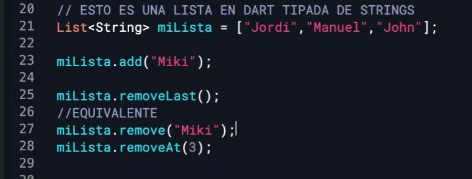 20 // ESTO ES UNA LISTA EN DART TIPADA DE STRINGS
21 List<String> miLista = ["Jordi","Manuel","John"];
22
23 miLista.add("Miki");
24
25 miLista.removeLast();
26 //EQUIVALENTE
27 miLista.remove("Miki");
28 miLista.removeAt(3);
29
30